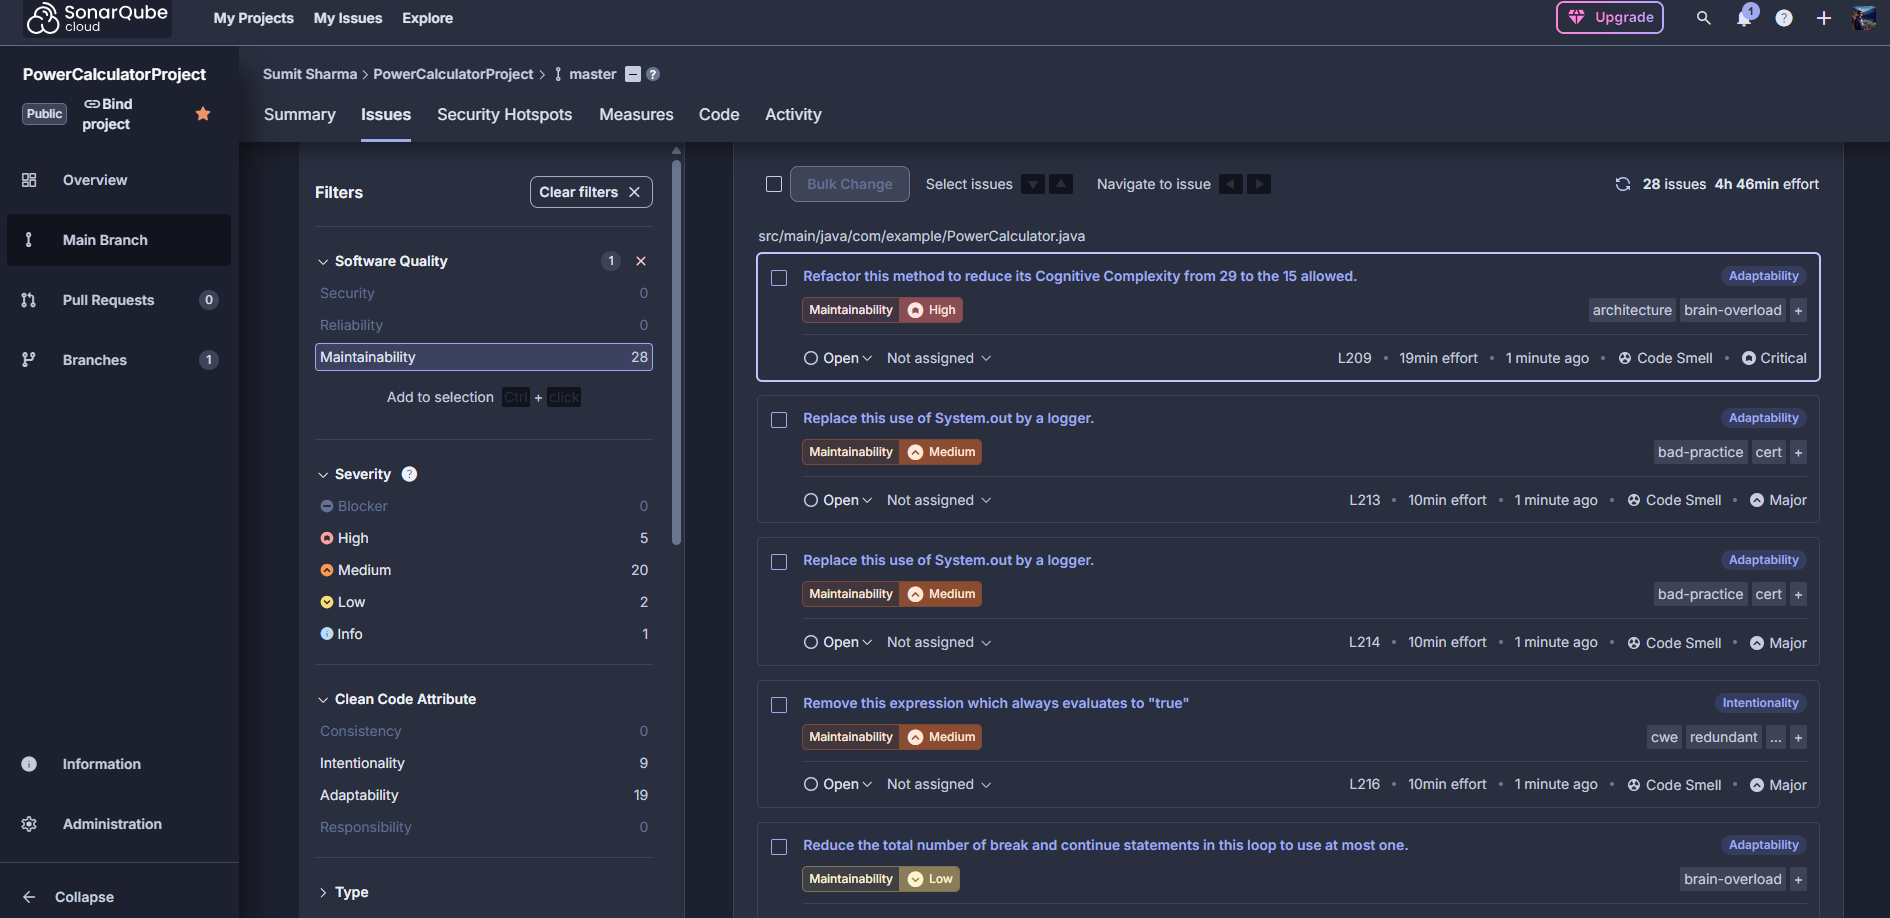 SonarQube cloud
My Projects My Issues Explore
Upgrade
1
?
PowerCalculatorProject
Public
Bind project
Overview
Main Branch
Pull Requests 0
Branches 1
Information
Administration
Collapse
Sumit Sharma > PowerCalculatorProject > master ?
Summary Issues Security Hotspots Measures Code Activity
Filters
Clear filters
Software Quality 1
Security 0
Reliability 0
Maintainability 28
Add to selection Ctrl + click
Severity ?
Blocker 0
High 5
Medium 20
Low 2
Info 1
Clean Code Attribute
Consistency 0
Intentionality 9
Adaptability 19
Responsibility 0
Type
Bulk Change Select issues Navigate to issue 28 issues 4h 46min effort
src/main/java/com/example/PowerCalculator.java
Refactor this method to reduce its Cognitive Complexity from 29 to the 15 allowed. Adaptability
Maintainability High architecture brain-overload +
Open Not assigned L209 • 19min effort • 1 minute ago • Code Smell • Critical
Replace this use of System.out by a logger. Adaptability
Maintainability Medium bad-practice cert +
Open Not assigned L213 • 10min effort • 1 minute ago • Code Smell • Major
Replace this use of System.out by a logger. Adaptability
Maintainability Medium bad-practice cert +
Open Not assigned L214 • 10min effort • 1 minute ago • Code Smell • Major
Remove this expression which always evaluates to "true" Intentionality
Maintainability Medium cwe redundant ... +
Open Not assigned L216 • 10min effort • 1 minute ago • Code Smell • Major
Reduce the total number of break and continue statements in this loop to use at most one. Adaptability
Maintainability Low brain-overload +